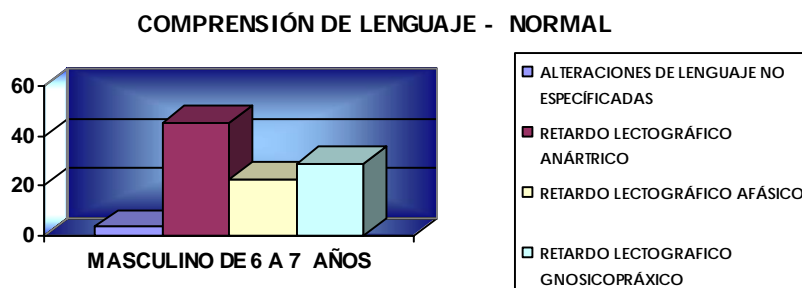 COMPRENSIÓN DE LENGUAJE - NORMAL
60
40
20
0
MASCULINO DE 6 A 7 AÑOS
ALTERACIONES DE LENGUAJE NO
ESPECÍFICADAS
RETARDO LECTOGRÁFICO
ANÁRTRICO
RETARDO LECTOGRÁFICO AFÁSICO
RETARDO LECTOGRAFICO
GNOSICOPRÁXICO